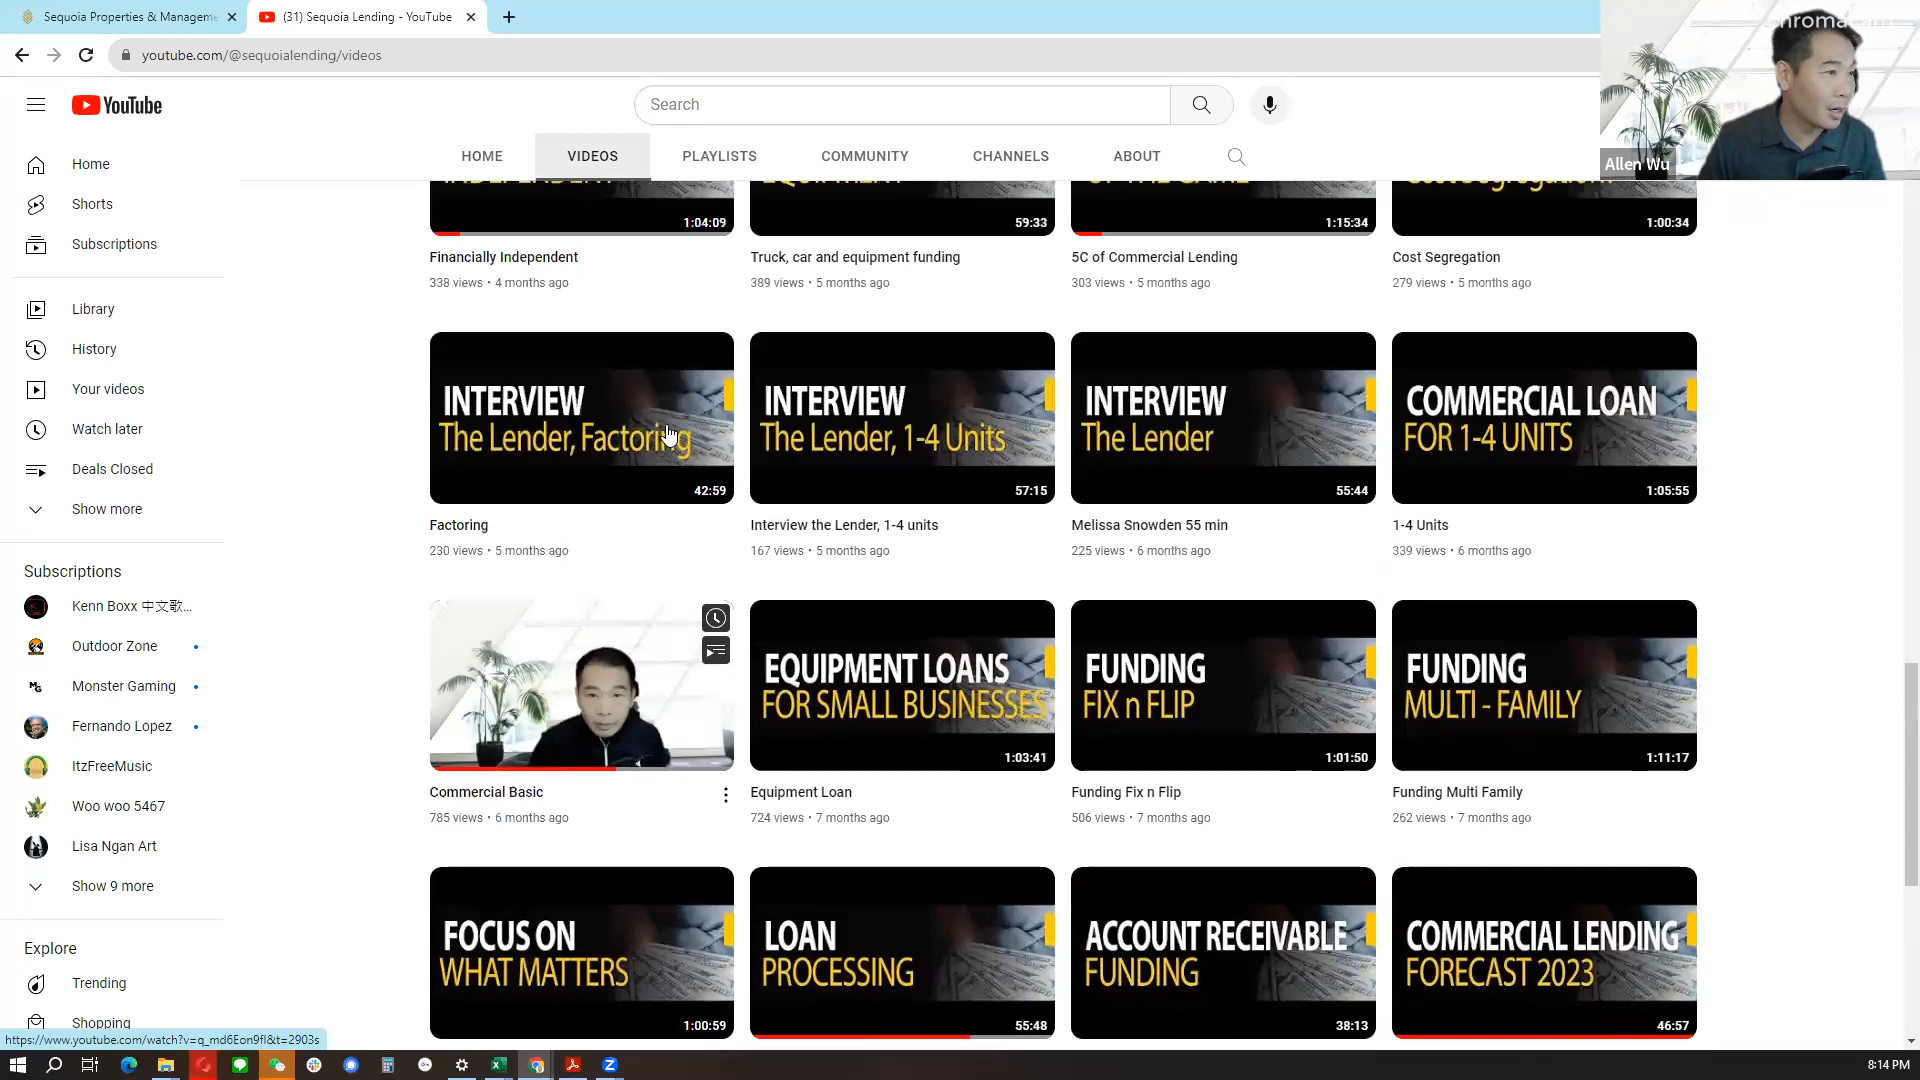 Sequoia Properties & Manageme
(31) Sequoia Lending - YouTube
youtube.com/@sequoialending/videos
chromacam
Allen Wu
YouTube
Search
HOME
VIDEOS
PLAYLISTS
COMMUNITY
CHANNELS
ABOUT
Home
Shorts
Subscriptions
Library
History
Your videos
Watch later
Deals Closed
Show more
Subscriptions
Kenn Boxx 中文歌...
Outdoor Zone
Monster Gaming
Fernando Lopez
ItzFreeMusic
Woo woo 5467
Lisa Ngan Art
Show 9 more
Explore
Trending
Shopping
INDEPENDENT
1:04:09
Financially Independent
338 views • 4 months ago
EQUIPMENT
59:33
Truck, car and equipment funding
389 views • 5 months ago
OF THE GAME
1:15:34
5C of Commercial Lending
303 views • 5 months ago
Cost Segregation
1:00:34
Cost Segregation
279 views • 5 months ago
INTERVIEW
The Lender, Factoring
42:59
Factoring
230 views • 5 months ago
INTERVIEW
The Lender, 1-4 Units
57:15
Interview the Lender, 1-4 units
167 views • 5 months ago
INTERVIEW
The Lender
55:44
Melissa Snowden 55 min
225 views • 6 months ago
COMMERCIAL LOAN
FOR 1-4 UNITS
1:05:55
1-4 Units
339 views • 6 months ago
Commercial Basic
785 views • 6 months ago
EQUIPMENT LOANS
FOR SMALL BUSINESSES
1:03:41
Equipment Loan
724 views • 7 months ago
FUNDING
FIX n FLIP
1:01:50
Funding Fix n Flip
506 views • 7 months ago
FUNDING
MULTI - FAMILY
1:11:17
Funding Multi Family
262 views • 7 months ago
FOCUS ON
WHAT MATTERS
1:00:59
LOAN
PROCESSING
55:48
ACCOUNT RECEIVABLE
FUNDING
38:13
COMMERCIAL LENDING
FORECAST 2023
46:57
https://www.youtube.com/watch?v=q_md6Eon9fI&t=2903s
8:14 PM